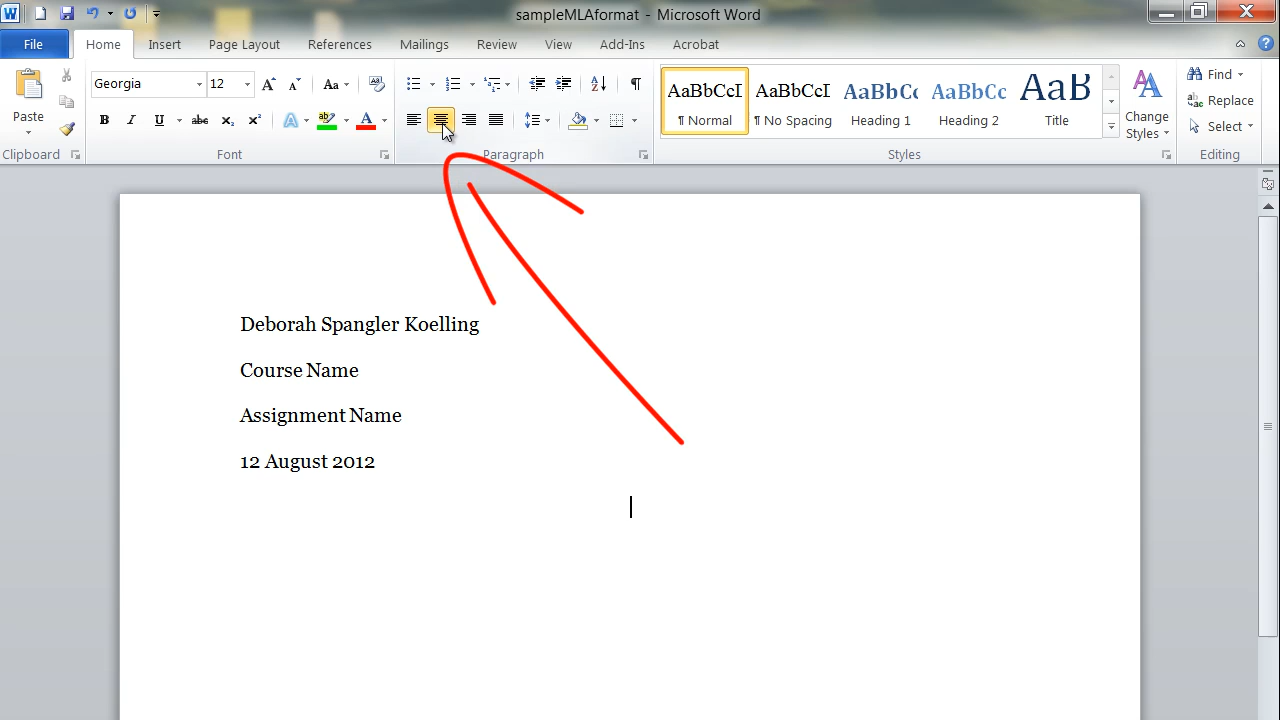 sampleMLAformat - Microsoft Word
File Home Insert Page Layout References Mailings Review View Add-Ins Acrobat
Georgia 12
Paste
AaBbCcI ¶ Normal
AaBbCcI ¶ No Spacing
AaBbCc Heading 1
AaBbCc Heading 2
AaB Title
Change Styles
Find
Replace
Select
Clipboard Font Paragraph Styles Editing
Deborah Spangler Koelling
Course Name
Assignment Name
12 August 2012